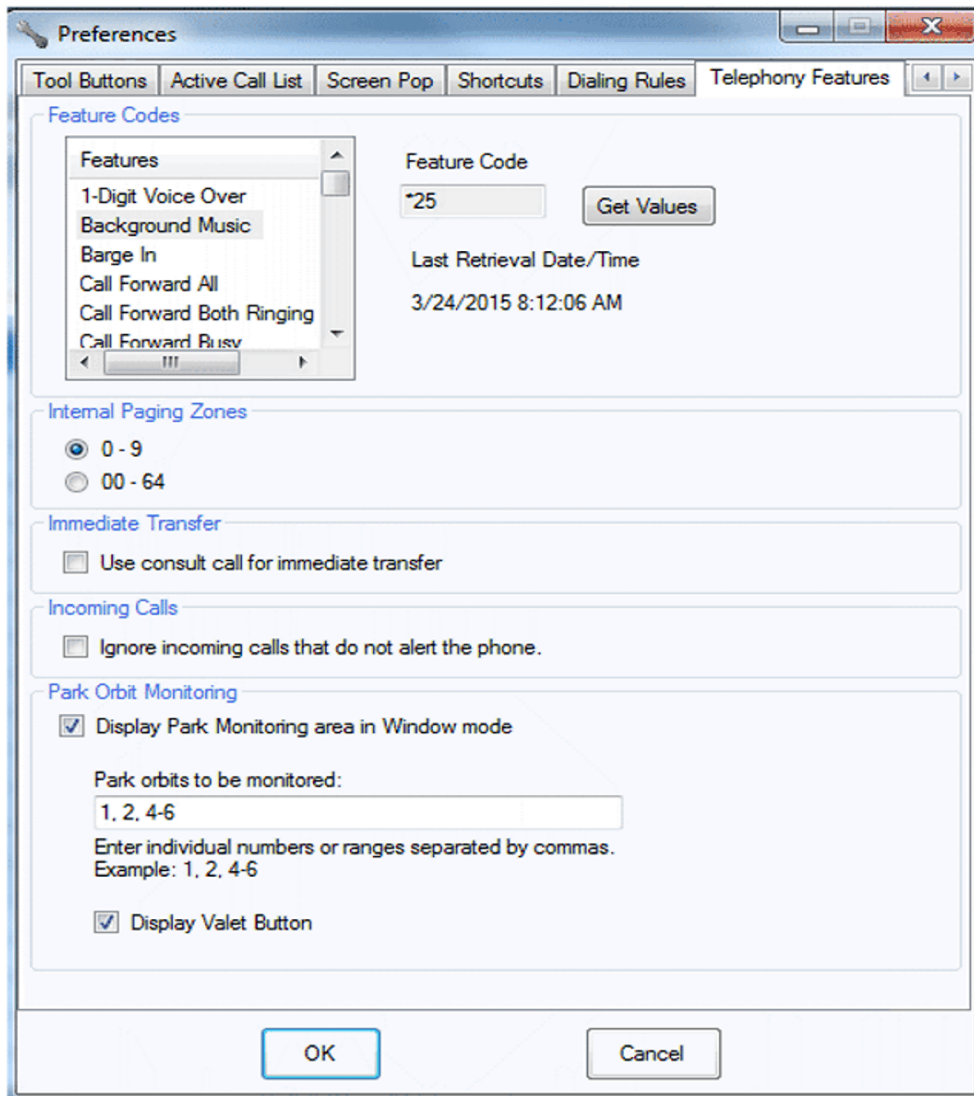 Preferences
Tool Buttons Active Call List Screen Pop Shortcuts Dialing Rules Telephony Features
Feature Codes
Features
1-Digit Voice Over
Background Music
Barge In
Call Forward All
Call Forward Both Ringing
Call Forward Busy
Feature Code
*25
Get Values
Last Retrieval Date/Time
3/24/2015 8:12:06 AM
Internal Paging Zones
0 - 9
00 - 64
Immediate Transfer
Use consult call for immediate transfer
Incoming Calls
Ignore incoming calls that do not alert the phone.
Park Orbit Monitoring
Display Park Monitoring area in Window mode
Park orbits to be monitored:
1, 2, 4-6
Enter individual numbers or ranges separated by commas.
Example: 1, 2, 4-6
Display Valet Button
OK Cancel